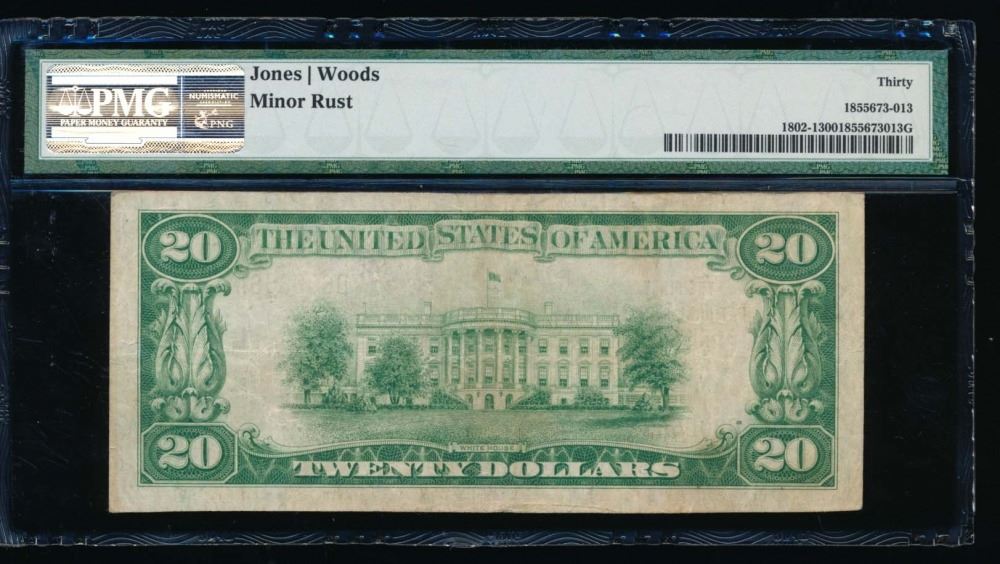 PMG
PAPER MONEY GUARANTY
NUMISMATIC
PNG
Jones | Woods
Minor Rust
Thirty
1855673-013
1802-13001855673013G
20 THE UNITED STATES OF AMERICA 20
WHITE HOUSE
20 TWENTY DOLLARS 20